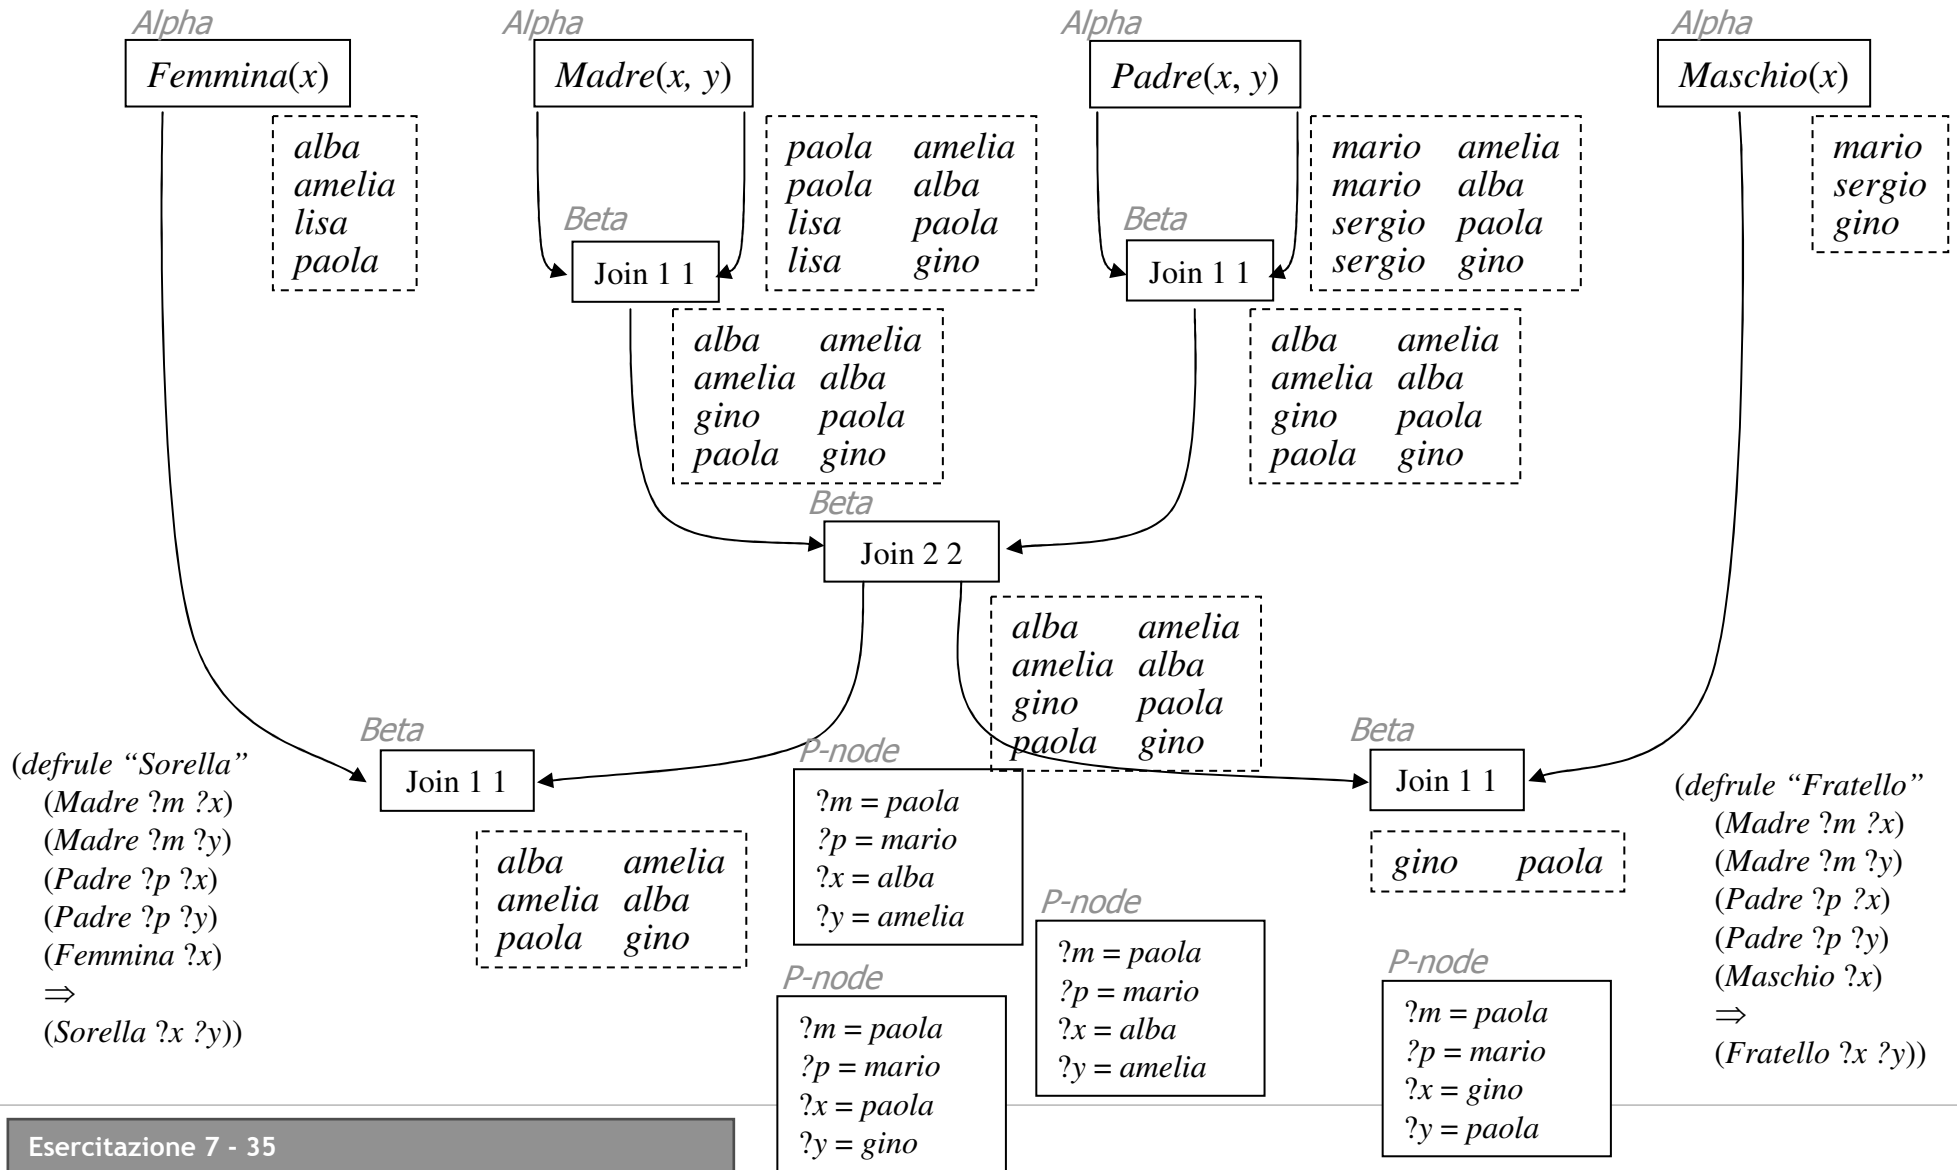 Alpha
Femmina(x)
alba
amelia
lisa
paola
Alpha
Madre(x, y)
paola amelia
paola alba
lisa paola
lisa gino
Alpha
Padre(x, y)
mario amelia
mario alba
sergio paola
sergio gino
Alpha
Maschio(x)
mario
sergio
gino
Beta
Join 1 1
alba amelia
amelia alba
gino paola
paola gino
Beta
Join 1 1
alba amelia
amelia alba
gino paola
paola gino
Beta
Join 2 2
alba amelia
amelia alba
gino paola
paola gino
(defrule “Sorella”
(Madre ?m ?x)
(Madre ?m ?y)
(Padre ?p ?x)
(Padre ?p ?y)
(Femmina ?x)
⇒
(Sorella ?x ?y))
Beta
Join 1 1
alba amelia
amelia alba
paola gino
P-node
?m = paola
?p = mario
?x = alba
?y = amelia
P-node
?m = paola
?p = mario
?x = alba
?y = amelia
P-node
?m = paola
?p = mario
?x = paola
?y = gino
Beta
Join 1 1
gino paola
P-node
?m = paola
?p = mario
?x = gino
?y = paola
(defrule “Fratello”
(Madre ?m ?x)
(Madre ?m ?y)
(Padre ?p ?x)
(Padre ?p ?y)
(Maschio ?x)
⇒
(Fratello ?x ?y))
Esercitazione 7 - 35